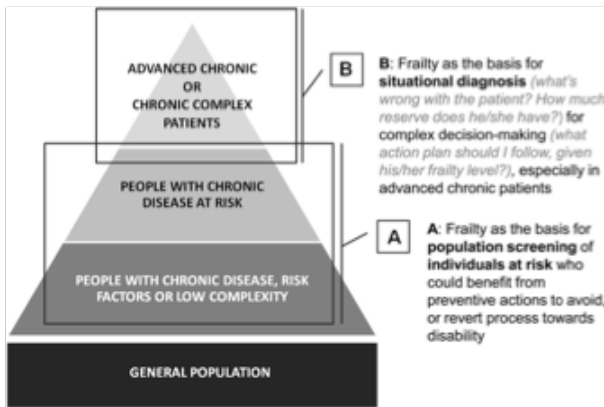 ADVANCED CHRONIC
OR
CHRONIC COMPLEX
PATIENTS
PEOPLE WITH CHRONIC
DISEASE AT RISK
PEOPLE WITH CHRONIC DISEASE, RISK
FACTORS OR LOW COMPLEXITY
GENERAL POPULATION
B
B: Frailty as the basis for
situational diagnosis (what's
wrong with the patient? How much
reserve does he/she have?) for
complex decision-making (what
action plan should I follow, given
his/her frailty level?), especially in
advanced chronic patients
A
A: Frailty as the basis for
population screening of
individuals at risk who
could benefit from
preventive actions to avoid,
or revert process towards
disability